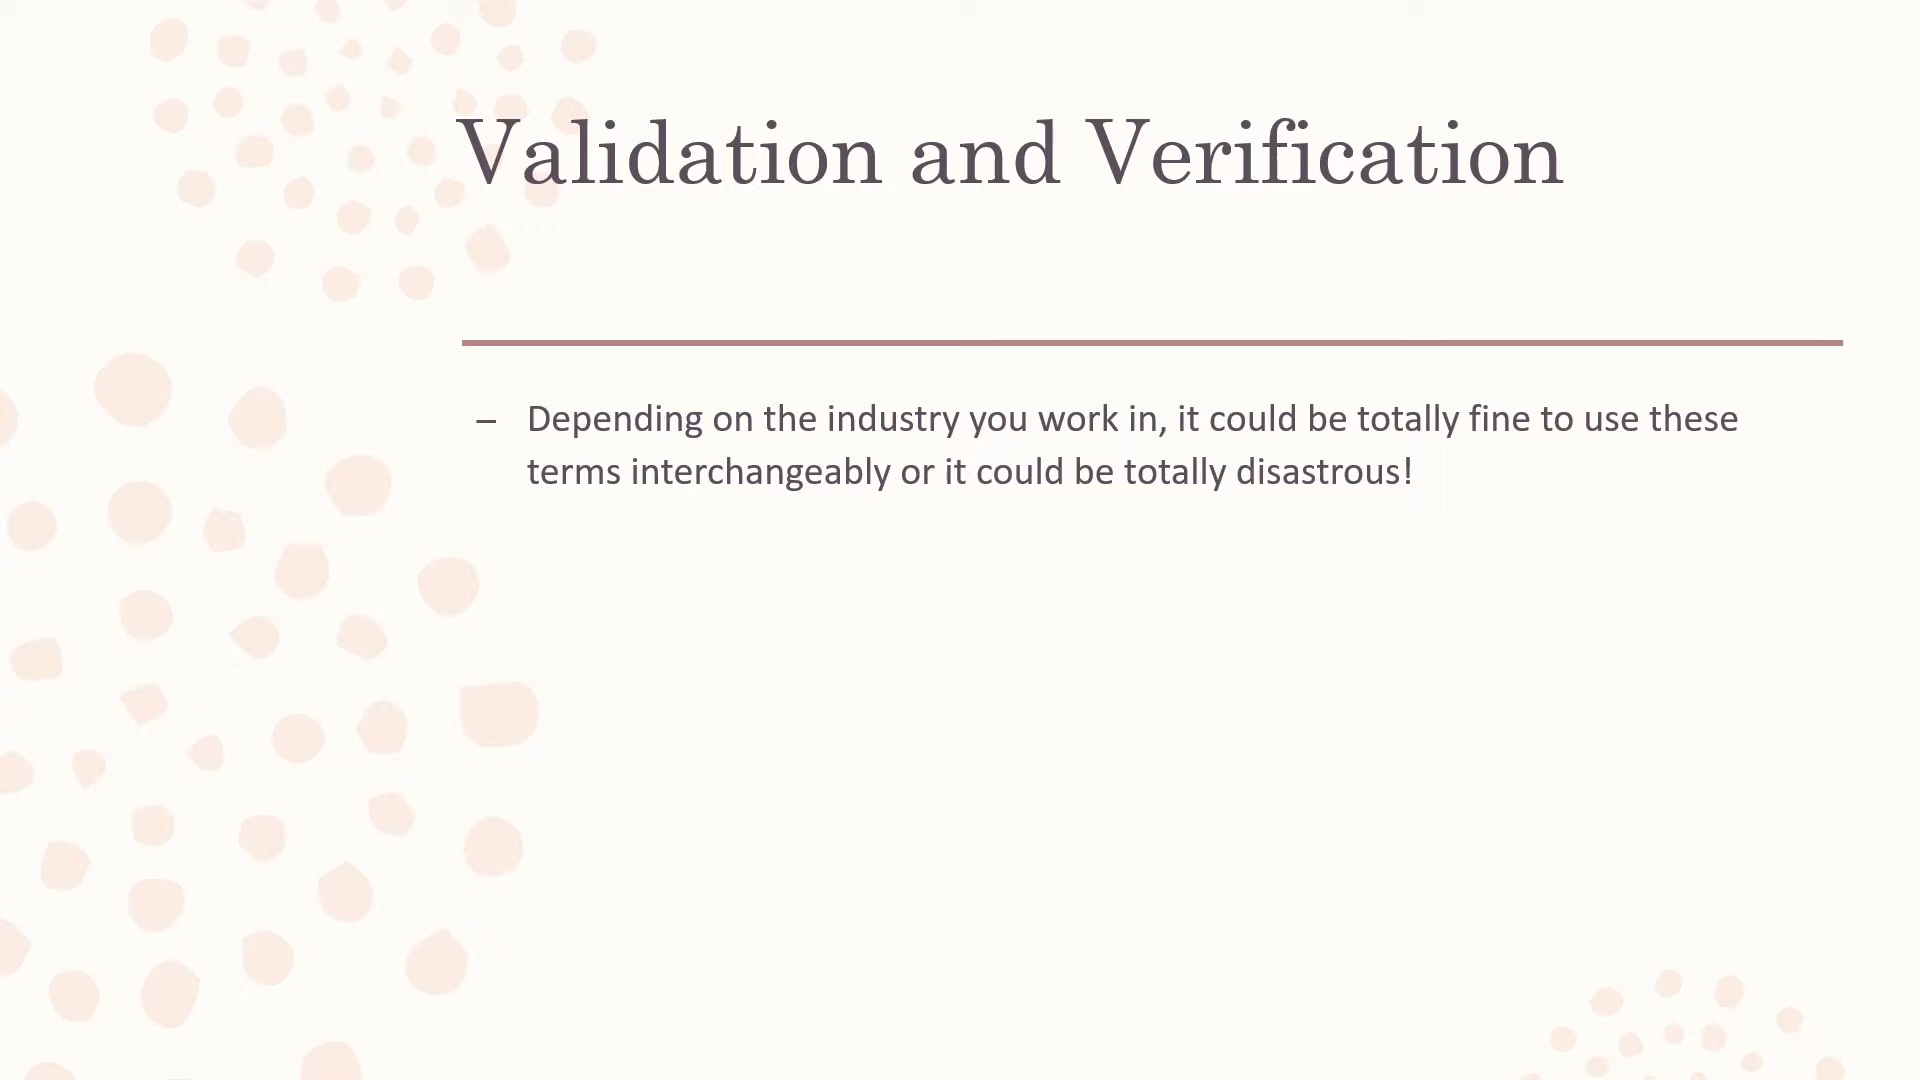 Validation and Verification
– Depending on the industry you work in, it could be totally fine to use these
terms interchangeably or it could be totally disastrous!